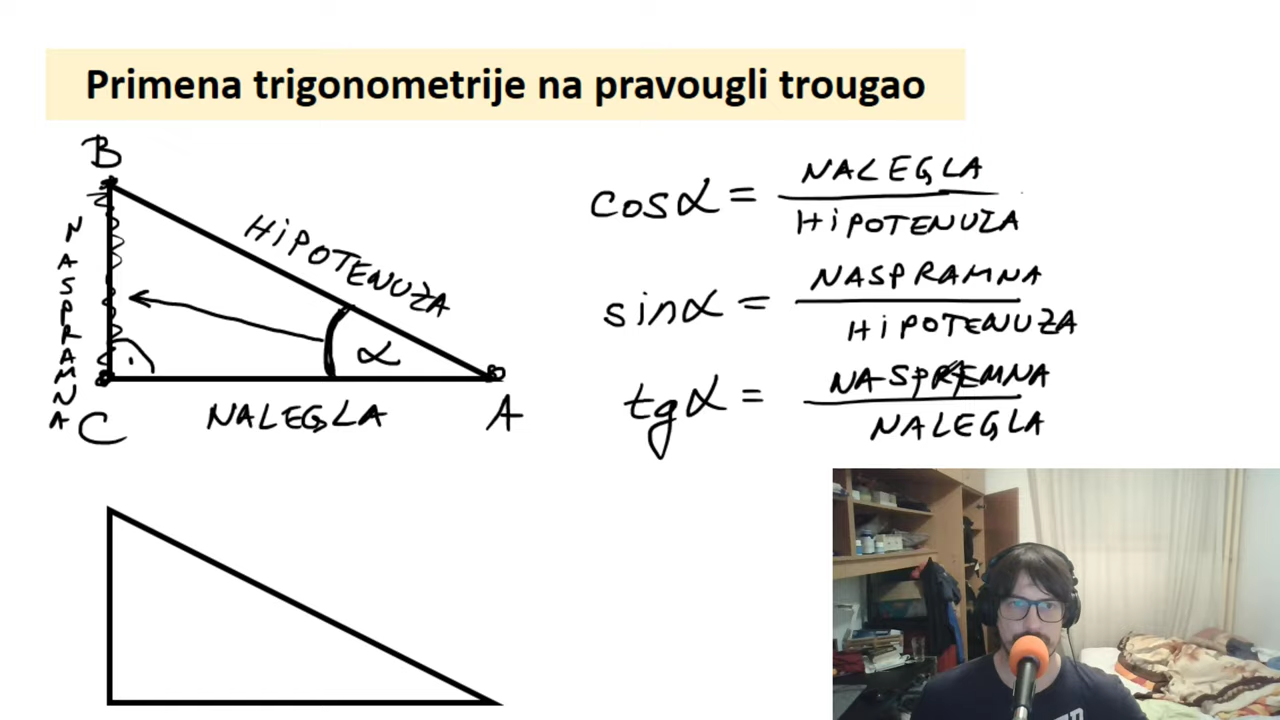 Primena trigonometrije na pravougli trougao
B
HIPOTENUZA
NASPRAMNA
α
C
NALEGLA
A
cosα = NALEGLA
HIPOTENUZA
sinα = NASPRAMNA
HIPOTENUZA
tgα = NASPRAMNA
NALEGLA